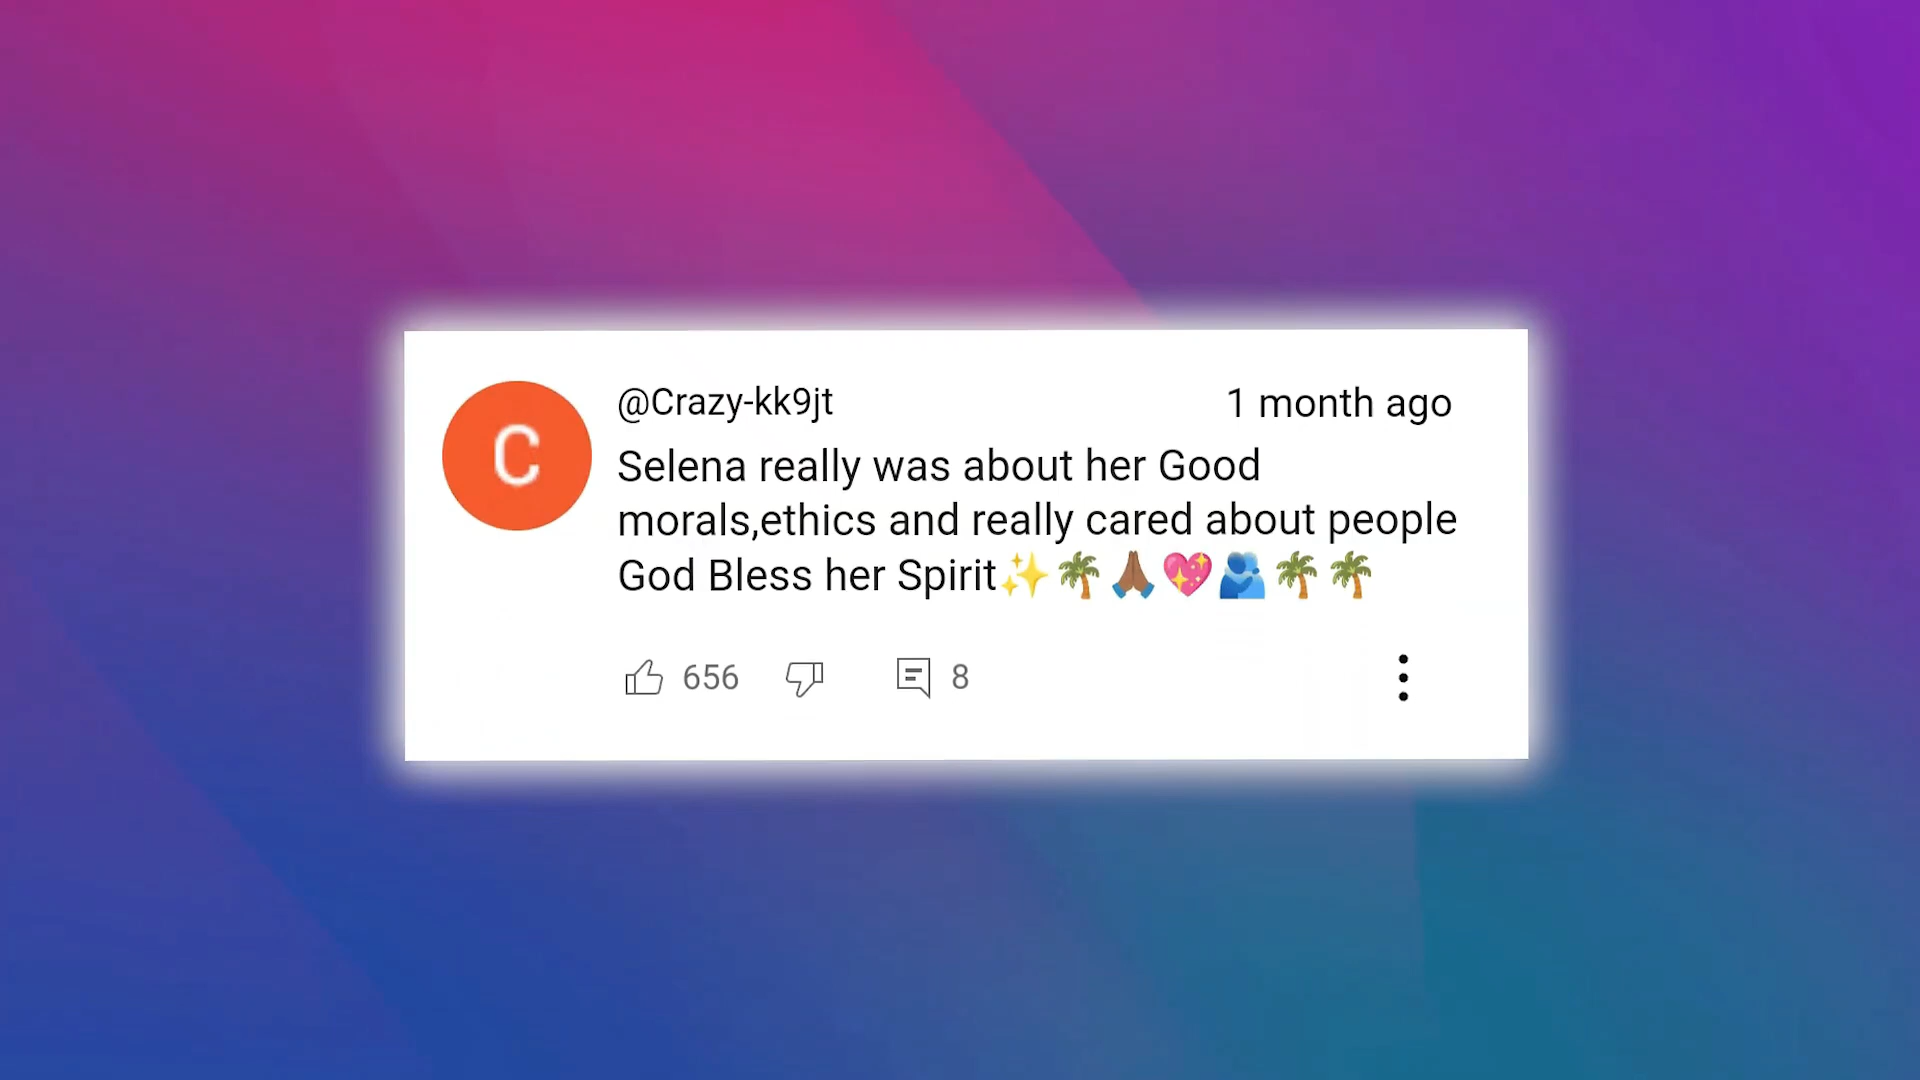 C
@Crazy-kk9jt 1 month ago
Selena really was about her Good
morals,ethics and really cared about people
God Bless her Spirit✨🌴🙏🏾💖🫂🌴🌴
656 8